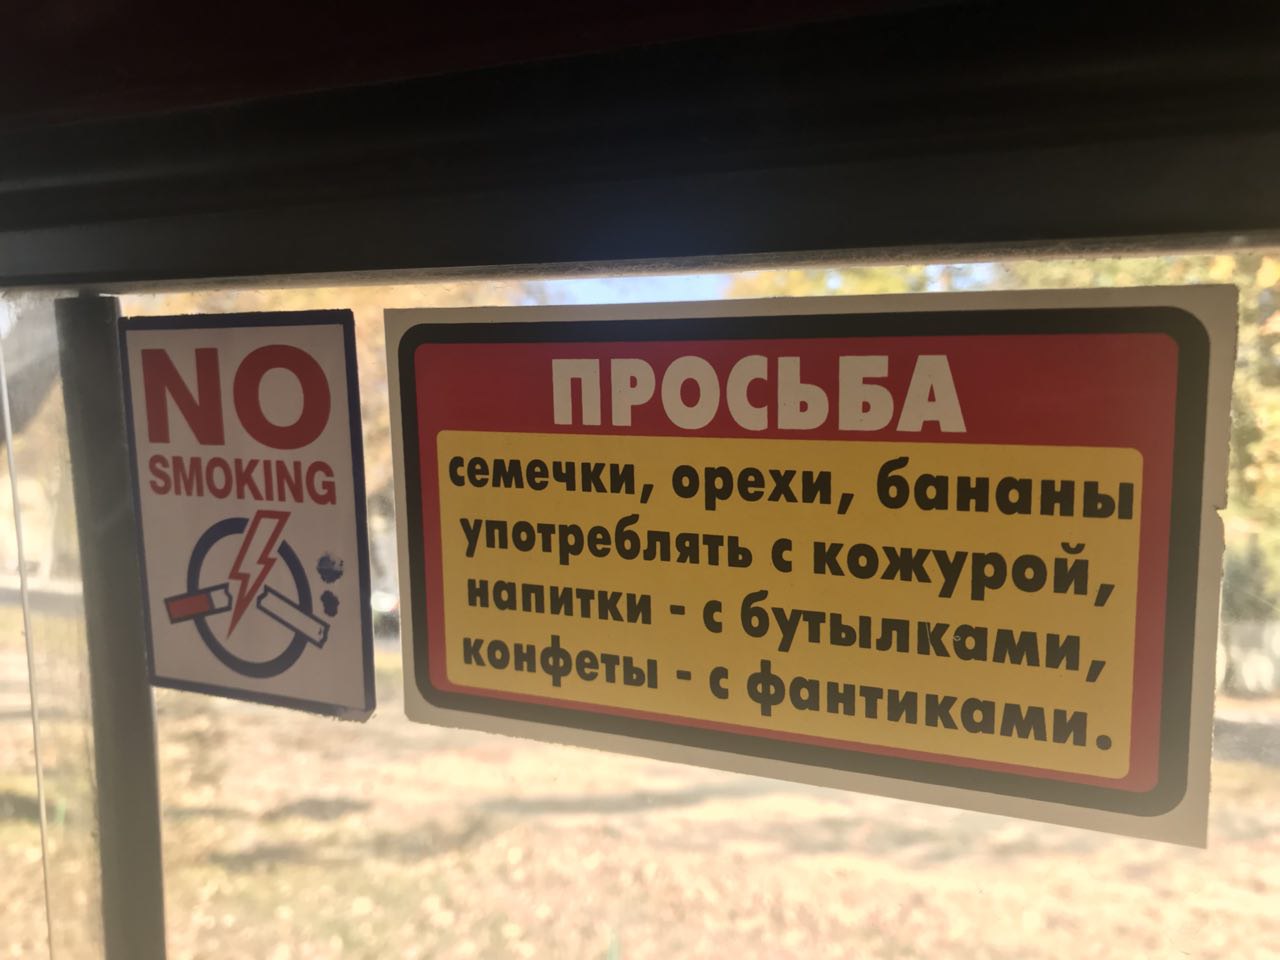 NO
SMOKING
ПРОСЬБА
семечки, орехи, бананы
употреблять с кожурой,
напитки - с бутылками,
конфеты - с фантиками.